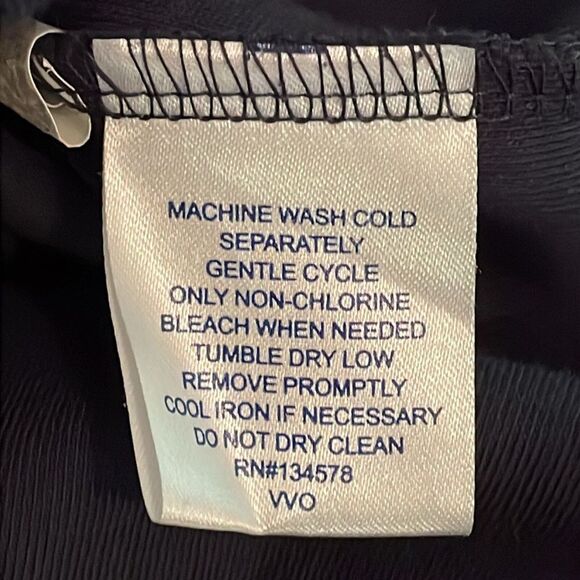 MACHINE WASH COLD
SEPARATELY
GENTLE CYCLE
ONLY NON-CHLORINE
BLEACH WHEN NEEDED
TUMBLE DRY LOW
REMOVE PROMPTLY
COOL IRON IF NECESSARY
DO NOT DRY CLEAN
RN#134578
VVO